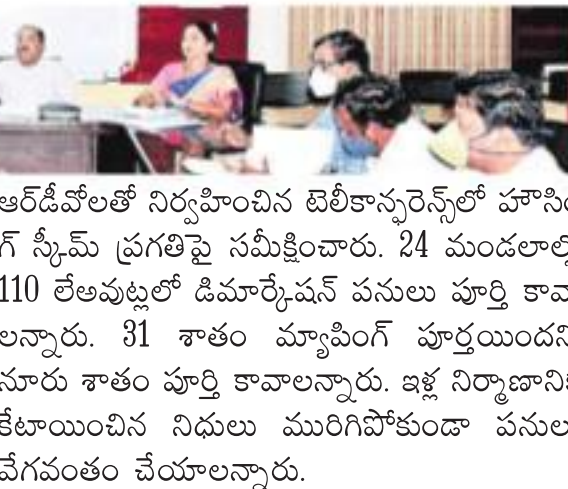 ఆర్‌డీవోలతో నిర్వహించిన టెలీకాన్ఫరెన్స్‌లో హౌసిం
గ్ స్కీమ్ ప్రగతిపై సమీక్షించారు. 24 మండలాల్లో
110 లేఅవుట్లలో డిమార్కేషన్ పనులు పూర్తి కావా
లన్నారు. 31 శాతం మ్యాపింగ్ పూర్తయిందని
నూరు శాతం పూర్తి కావాలన్నారు. ఇళ్ల నిర్మాణానికి
కేటాయించిన నిధులు మురిగిపోకుండా పనుల
వేగవంతం చేయాలన్నారు.